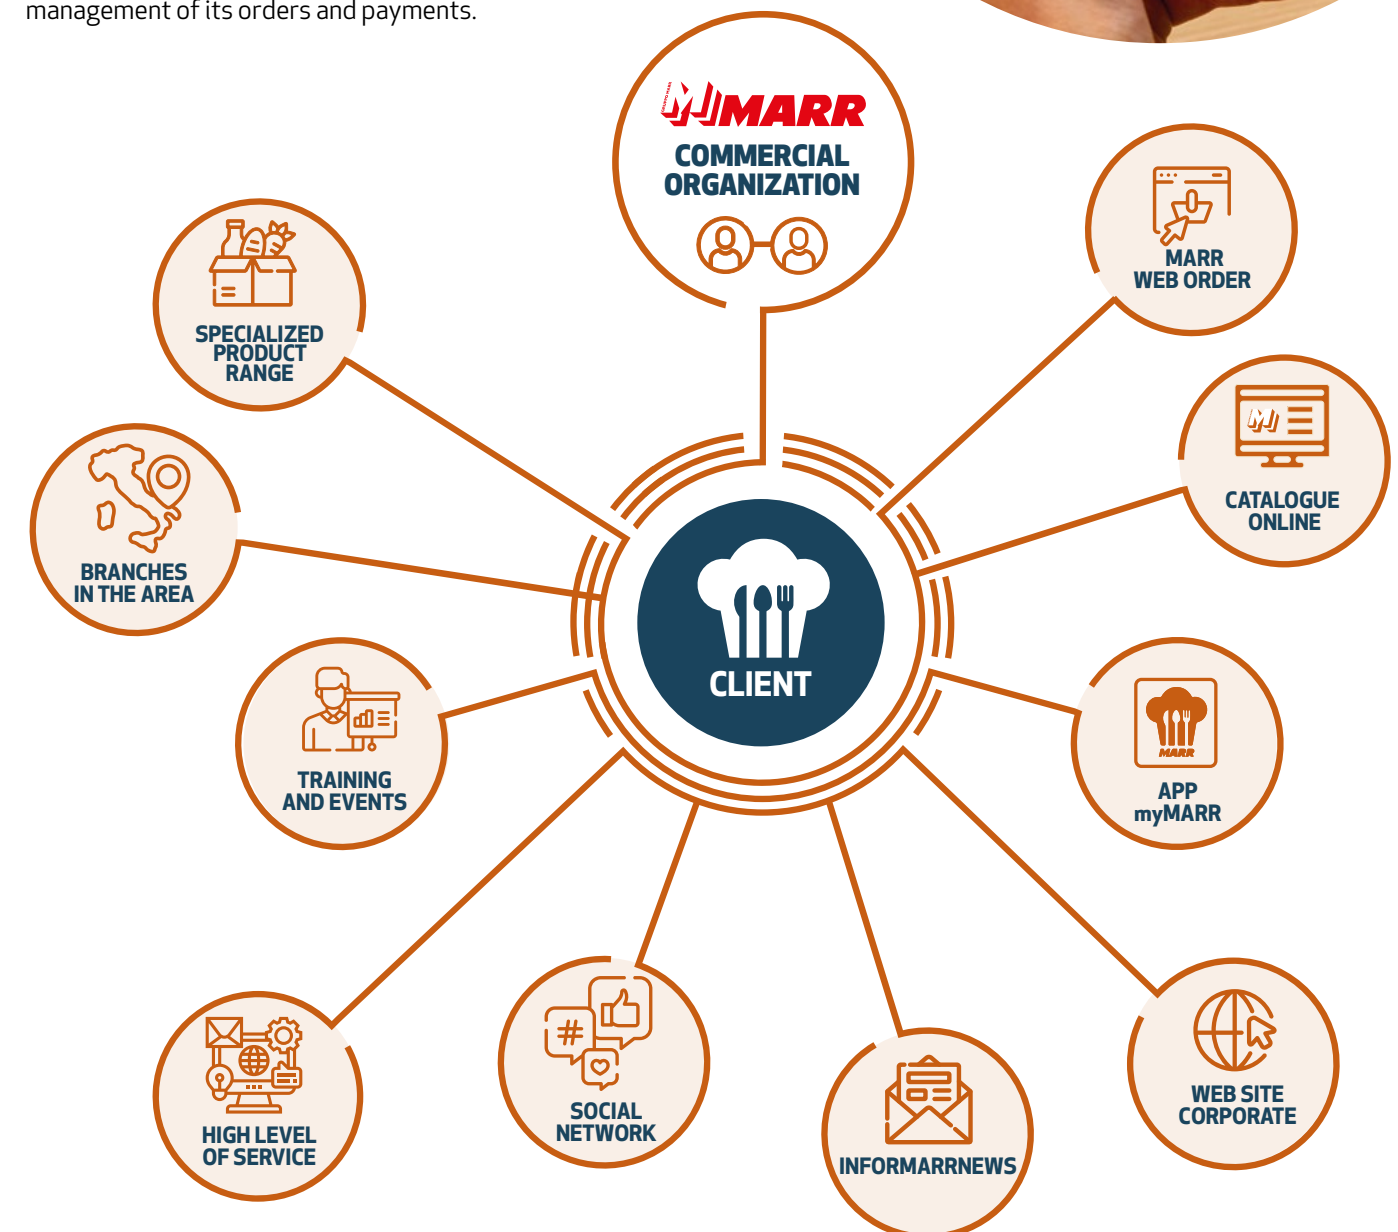 management of its orders and payments.
MARR
COMMERCIAL
ORGANIZATION
MARR
WEB ORDER
SPECIALIZED
PRODUCT
RANGE
CATALOGUE
ONLINE
BRANCHES
IN THE AREA
CLIENT
TRAINING
AND EVENTS
MARR
APP
myMARR
HIGH LEVEL
OF SERVICE
#
SOCIAL
NETWORK
INFORMARRNEWS
WEB SITE
CORPORATE